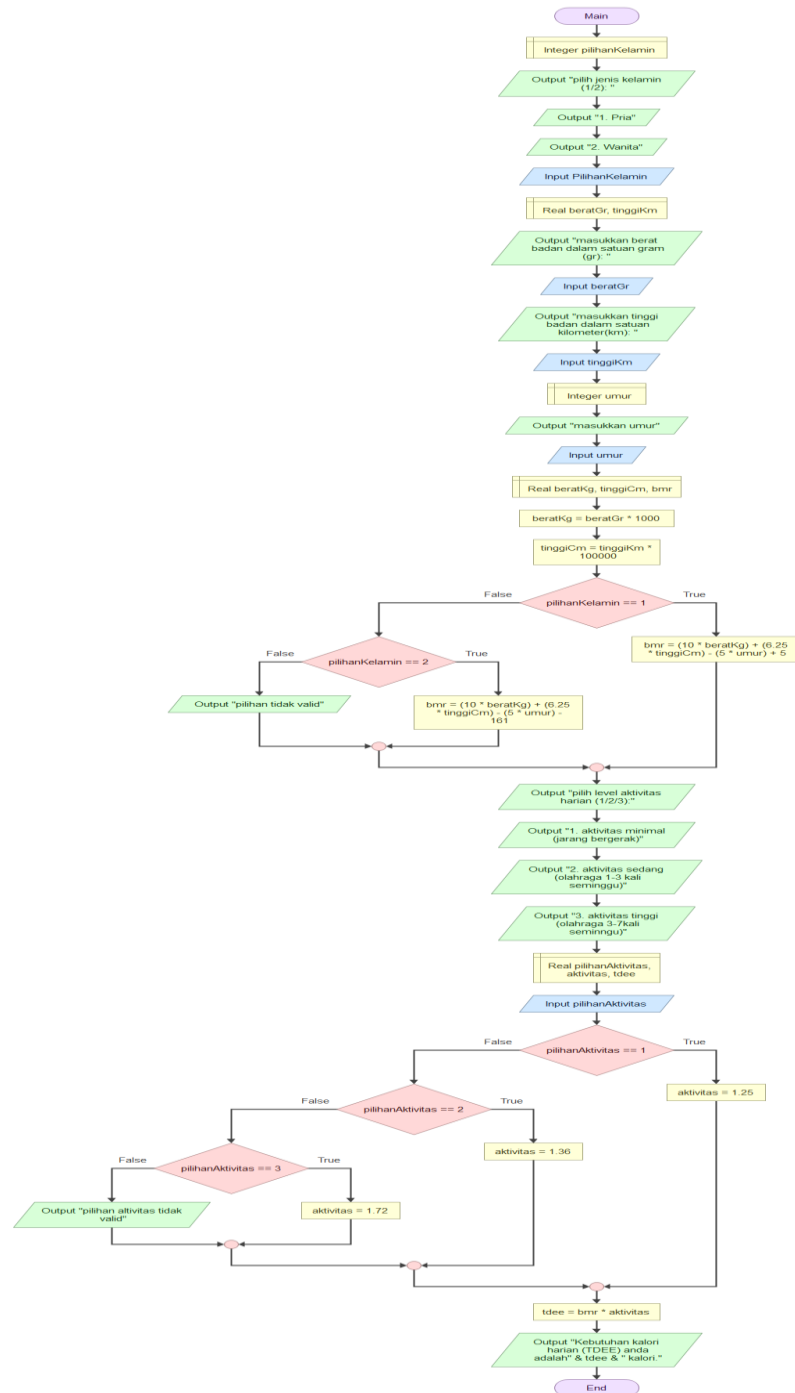 Main
Integer pilihanKelamin
Output "pilih jenis kelamin
(1/2): "
Output "1. Pria"
Output "2. Wanita"
Input PilihanKelamin
Real beratGr, tinggiKm
Output "masukkan berat
badan dalam satuan gram
(gr): "
Input beratGr
Output "masukkan tinggi
badan dalam satuan
kilometer(km): "
Input tinggiKm
Integer umur
Output "masukkan umur"
Input umur
Real beratKg, tinggiCm, bmr
beratKg = beratGr * 1000
tinggiCm = tinggiKm *
100000
False
pilihanKelamin == 1
True
False
pilihanKelamin == 2
True
bmr = (10 * beratKg) + (6.25
* tinggiCm) - (5 * umur) + 5
Output "pilihan tidak valid"
bmr = (10 * beratKg) + (6.25
* tinggiCm) - (5 * umur) -
161
Output "pilih level aktivitas
harian (1/2/3):"
Output "1. aktivitas minimal
(jarang bergerak)"
Output "2. aktivitas sedang
(olahraga 1-3 kali
seminggu)"
Output "3. aktivitas tinggi
(olahraga 3-7kali
seminngu)"
Real pilihanAktivitas,
aktivitas, tdee
Input pilihanAktivitas
False
pilihanAktivitas == 1
True
False
pilihanAktivitas == 2
True
aktivitas = 1.25
False
pilihanAktivitas == 3
True
aktivitas = 1.36
Output "pilihan altivitas tidak
valid"
aktivitas = 1.72
tdee = bmr * aktivitas
Output "Kebutuhan kalori
harian (TDEE) anda
adalah" & tdee & " kalori."
End